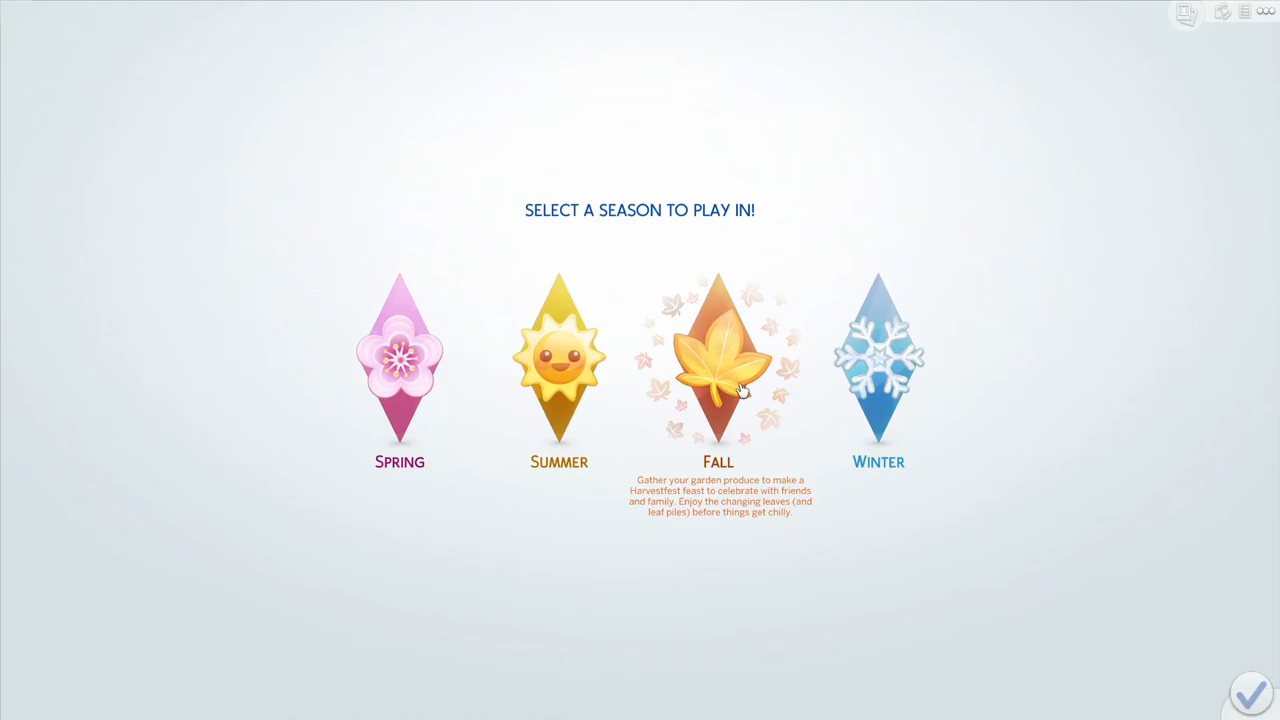 SELECT A SEASON TO PLAY IN!
SPRING
SUMMER
FALL
WINTER
Gather your garden produce to make a
Harvestfest feast to celebrate with friends
and family. Enjoy the changing leaves (and
leaf piles) before things get chilly.